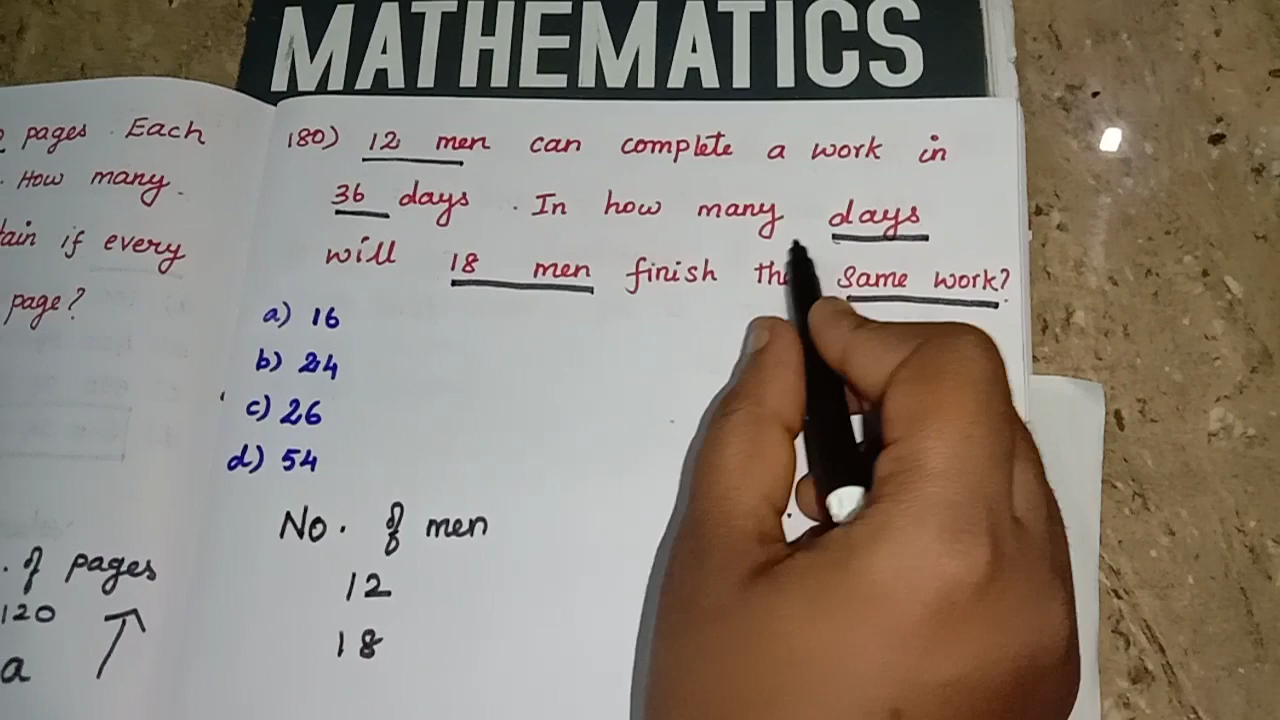 MATHEMATICS
pages. Each
. How many.
tain if every
page?
. of pages
120
a
180) 12 men can complete a work in
36 days. In how many days
will 18 men finish the same work?
a) 16
b) 24
c) 26
d) 54
No. of men
12
18